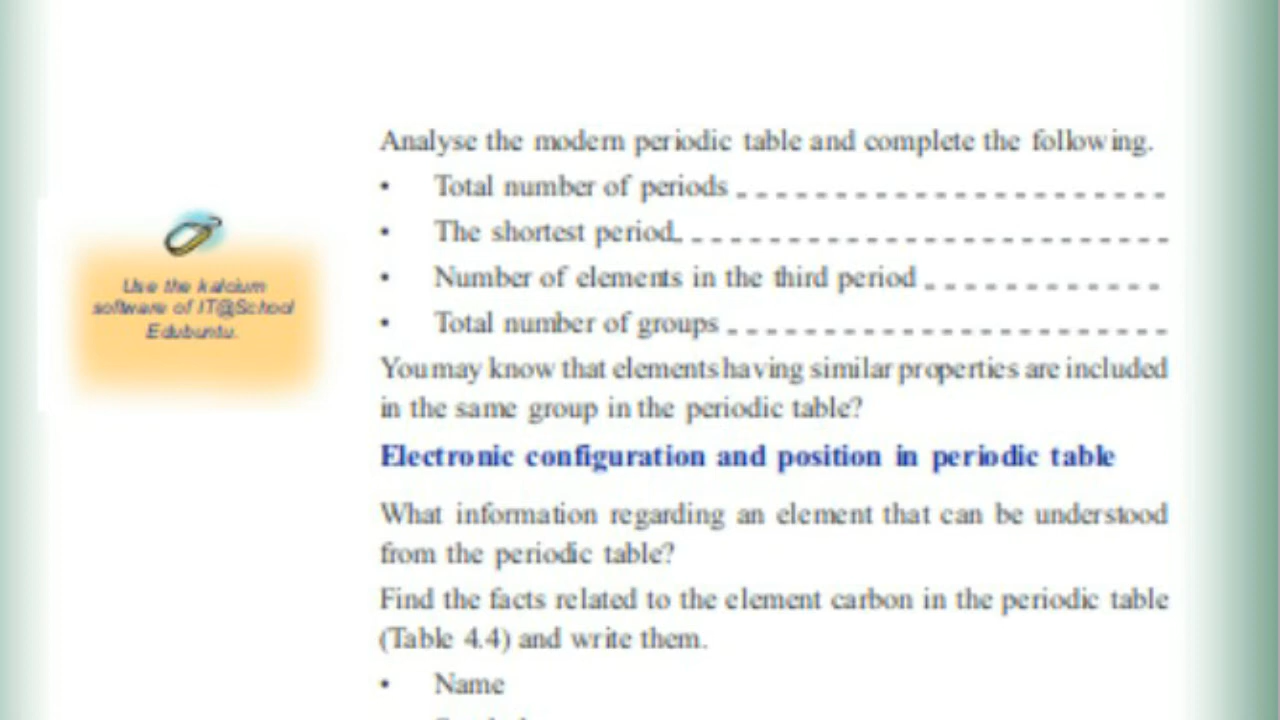 Analyse the modern periodic table and complete the following.
• Total number of periods
• The shortest period
• Number of elements in the third period
• Total number of groups
Use the kalcium
software of IT@School
Edubuntu.
You may know that elements having similar properties are included
in the same group in the periodic table?
Electronic configuration and position in periodic table
What information regarding an element that can be understood
from the periodic table?
Find the facts related to the element carbon in the periodic table
(Table 4.4) and write them.
• Name